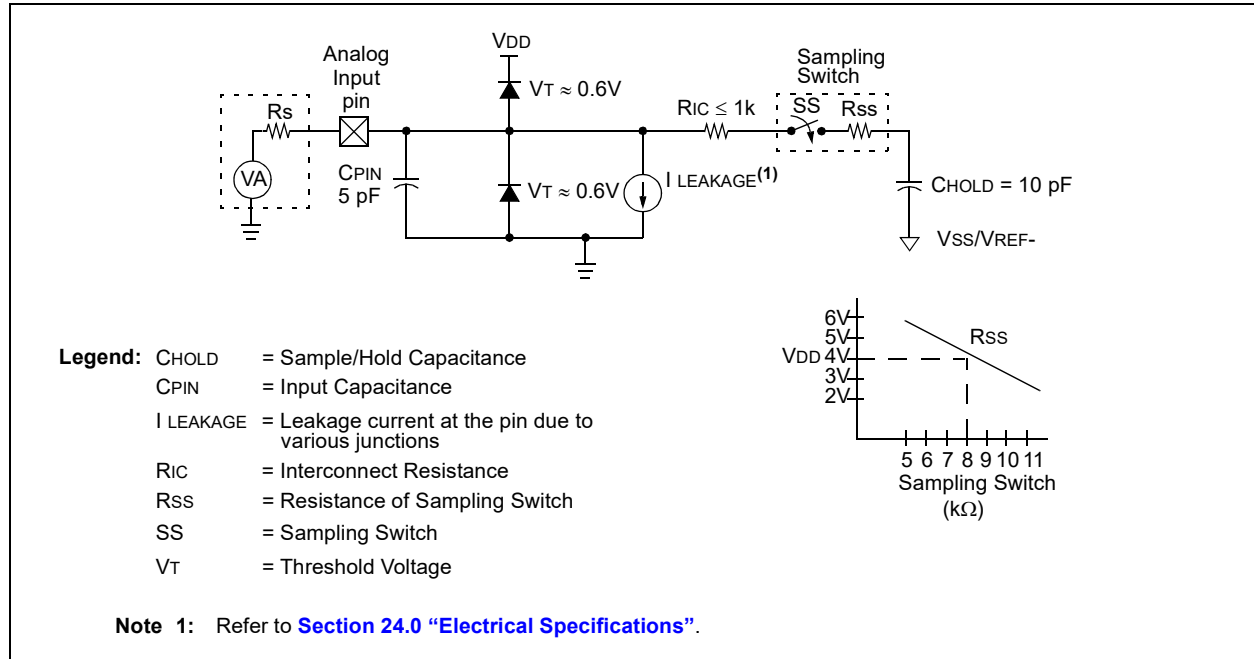 VDD
Analog
Input
pin
Sampling
Switch
Rs
VT ≈ 0.6V
RIC ≤ 1k
SS
Rss
VA
CPIN
5 pF
VT ≈ 0.6V
I LEAKAGE(1)
CHOLD = 10 pF
VSS/VREF-
6V
5V
VDD 4V
3V
2V
RSS
5 6 7 8 9 10 11
Sampling Switch
(kΩ)
Legend: CHOLD = Sample/Hold Capacitance
CPIN = Input Capacitance
I LEAKAGE = Leakage current at the pin due to
various junctions
RIC = Interconnect Resistance
RSS = Resistance of Sampling Switch
SS = Sampling Switch
VT = Threshold Voltage
Note 1: Refer to Section 24.0 “Electrical Specifications”.